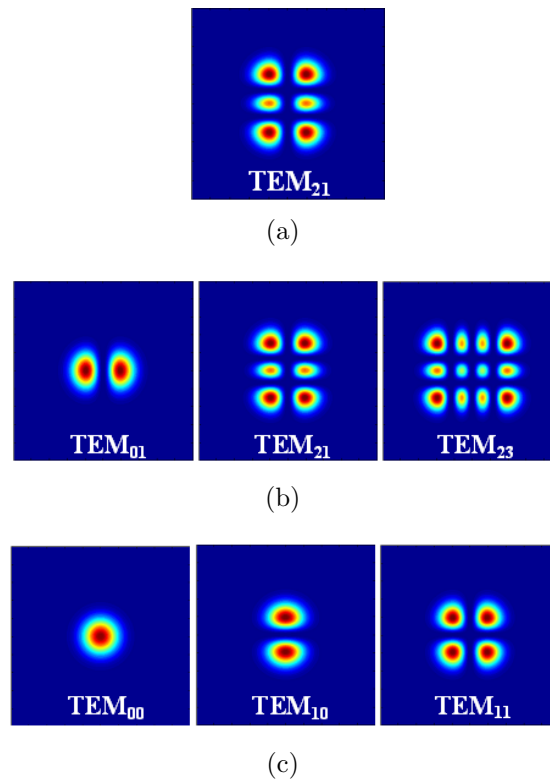 TEM₂₁
(a)
TEM₀₁ TEM₂₁ TEM₂₃
(b)
TEM₀₀ TEM₁₀ TEM₁₁
(c)